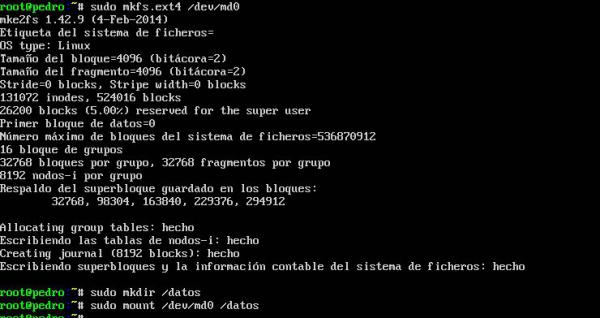 root@pedro:~# sudo mkfs.ext4 /dev/md0
mke2fs 1.42.9 (4-Feb-2014)
Etiqueta del sistema de ficheros=
OS type: Linux
Tamaño del bloque=4096 (bitácora=2)
Tamaño del fragmento=4096 (bitácora=2)
Stride=0 blocks, Stripe width=0 blocks
131072 inodes, 524016 blocks
26200 blocks (5.00%) reserved for the super user
Primer bloque de datos=0
Número máximo de bloques del sistema de ficheros=536870912
16 bloque de grupos
32768 bloques por grupo, 32768 fragmentos por grupo
8192 nodos-i por grupo
Respaldo del superbloque guardado en los bloques:
32768, 98304, 163840, 229376, 294912
Allocating group tables: hecho
Escribiendo las tablas de nodos-i: hecho
Creating journal (8192 blocks): hecho
Escribiendo superbloques y la información contable del sistema de ficheros: hecho
root@pedro:~# sudo mkdir /datos
root@pedro:~# sudo mount /dev/md0 /datos
root@pedro:~#